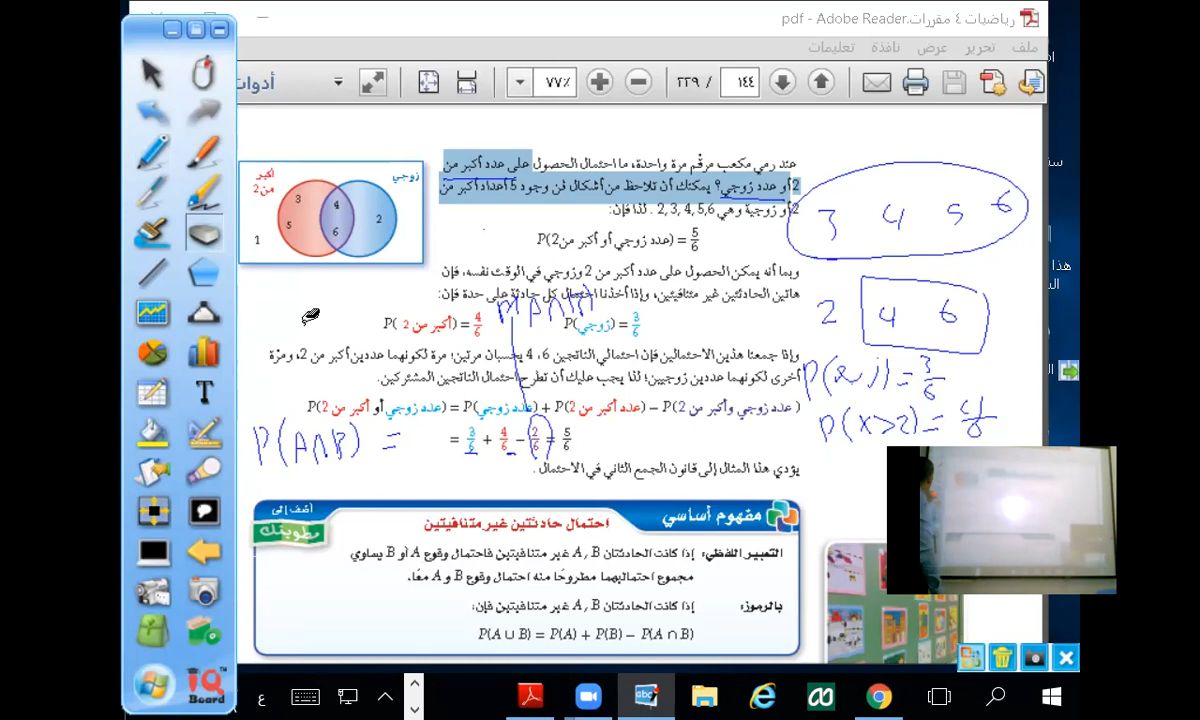 رياضيات ٤ مقررات.pdf - Adobe Reader
ملف تحرير عرض نافذة تعليمات
١٤٤ / ٢٣٩ ٧٧٪ أدوات
عند رمي مكعب مرقّم مرة واحدة، ما احتمال الحصول على عدد أكبر من
2 أو عدد زوجي؟ يمكنك أن تلاحظ من أشكال ڤن وجود 5 أعداد أكبر من
2 أو زوجية وهي 2, 3, 4, 5, 6 . لذا فإن:
P(عدد زوجي أو أكبر من 2) = 5/6
وبما أنه يمكن الحصول على عدد أكبر من 2 وزوجي في الوقت نفسه، فإن
هاتين الحادثتين غير متنافيتين، وإذا أخذنا احتمال كل حادثة على حدة فإن:
P(زوجي) = 3/6 P(أكبر من 2) = 4/6
وإذا جمعنا هذين الاحتمالين فإن احتمالي الناتجين 6، 4 يحسبان مرتين؛ مرة لكونهما عددين أكبر من 2، ومرّة
أخرى لكونهما عددين زوجيين؛ لذا يجب عليك أن تطرح احتمال الناتجين المشتركين.
P(عدد زوجي أو أكبر من 2) = P(عدد زوجي) + P(عدد أكبر من 2) − P(عدد زوجي وأكبر من 2)
= 3/6 + 4/6 − 2/6 = 5/6
يؤدي هذا المثال إلى قانون الجمع الثاني في الاحتمال.
زوجي
أكبر
من 2
3 4 2
5 6
1
3 4 5 6
2 4 6
P∩
= 3/6
P(X>2) = 4/6
P(A∩B) =
مفهوم أساسي
احتمال حادثتين غير متنافيتين
أضف إلى
مطويتك
التعبير اللفظي: إذا كانت الحادثتان A, B غير متنافيتين فاحتمال وقوع A أو B يساوي
مجموع احتماليهما مطروحًا منه احتمال وقوع A و B معًا.
بالرموز: إذا كانت الحادثتان A, B غير متنافيتين فإن:
P(A ∪ B) = P(A) + P(B) − P(A ∩ B)
هذا
IQ
Board
ع
abc